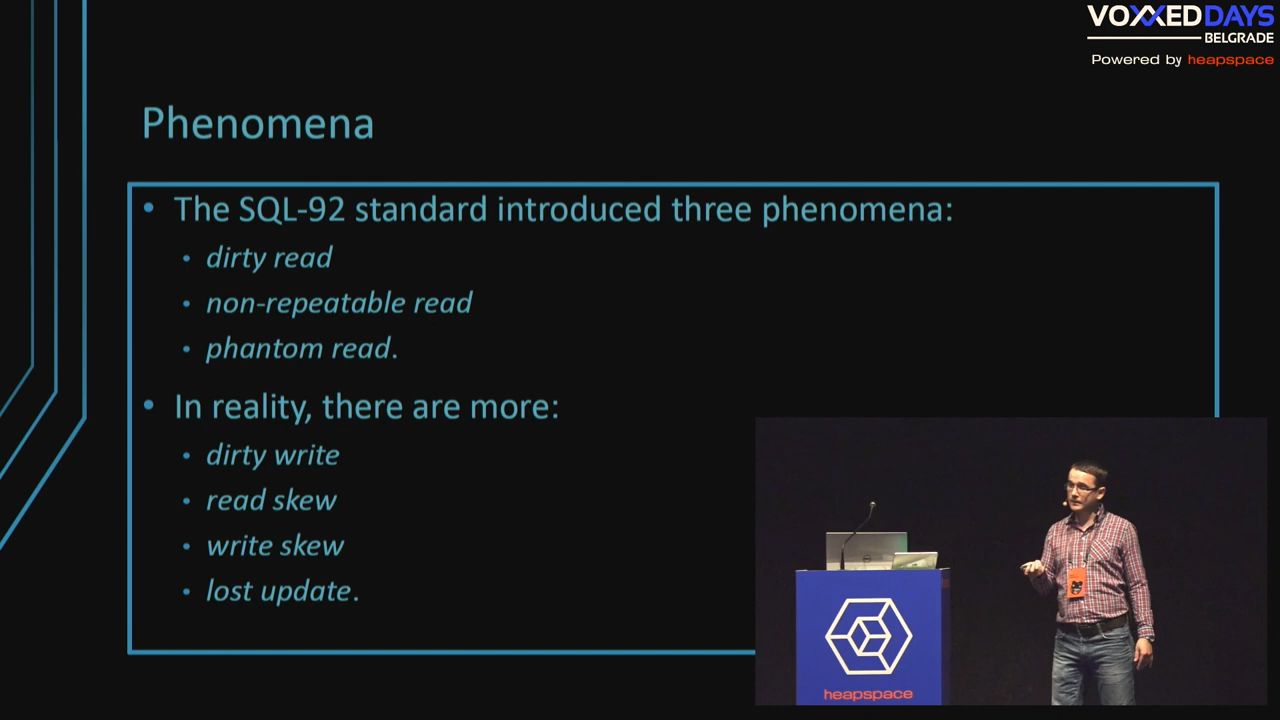 VOXXEDDAYS
BELGRADE
Powered by heapspace
Phenomena
• The SQL-92 standard introduced three phenomena:
• dirty read
• non-repeatable read
• phantom read.
• In reality, there are more:
• dirty write
• read skew
• write skew
• lost update.
heapspace